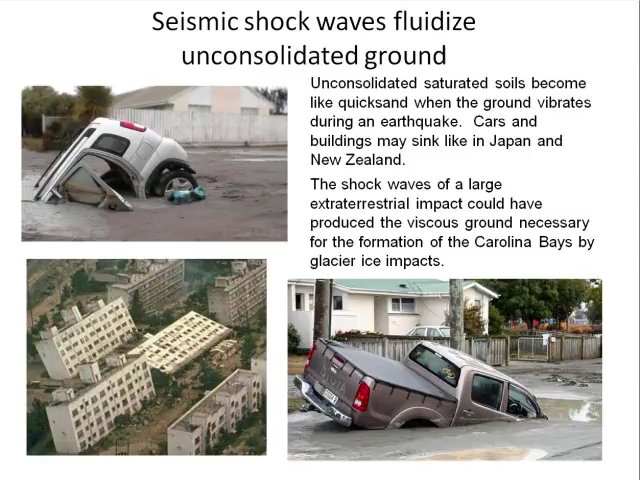 Seismic shock waves fluidize
unconsolidated ground
Unconsolidated saturated soils become
like quicksand when the ground vibrates
during an earthquake.  Cars and
buildings may sink like in Japan and
New Zealand.
The shock waves of a large
extraterrestrial impact could have
produced the viscous ground necessary
for the formation of the Carolina Bays by
glacier ice impacts.
TOYOTA